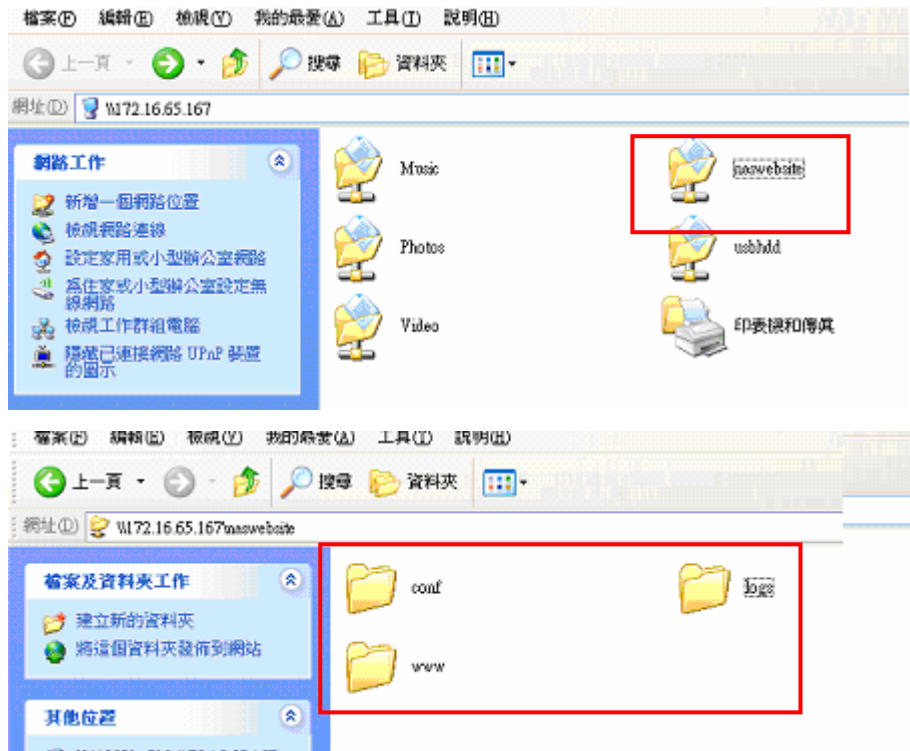 檔案(F) 編輯(E) 檢視(V) 我的最愛(A) 工具(T) 說明(H)
上一頁 搜尋 資料夾
網址(D) \\172.16.65.167
網路工作
新增一個網路位置
檢視網路連線
設定家用或小型辦公室網路
為住家或小型辦公室設定無
線網路
檢視工作群組電腦
隱藏已連接網路 UPnP 裝置
的圖示
Music
naswebsite
Photos
usbhdd
Video
印表機和傳真
檔案(F) 編輯(E) 檢視(V) 我的最愛(A) 工具(T) 說明(H)
上一頁 搜尋 資料夾
網址(D) \\172.16.65.167\naswebsite
檔案及資料夾工作
建立新的資料夾
將這個資料夾發佈到網站
其他位置
conf
logs
www